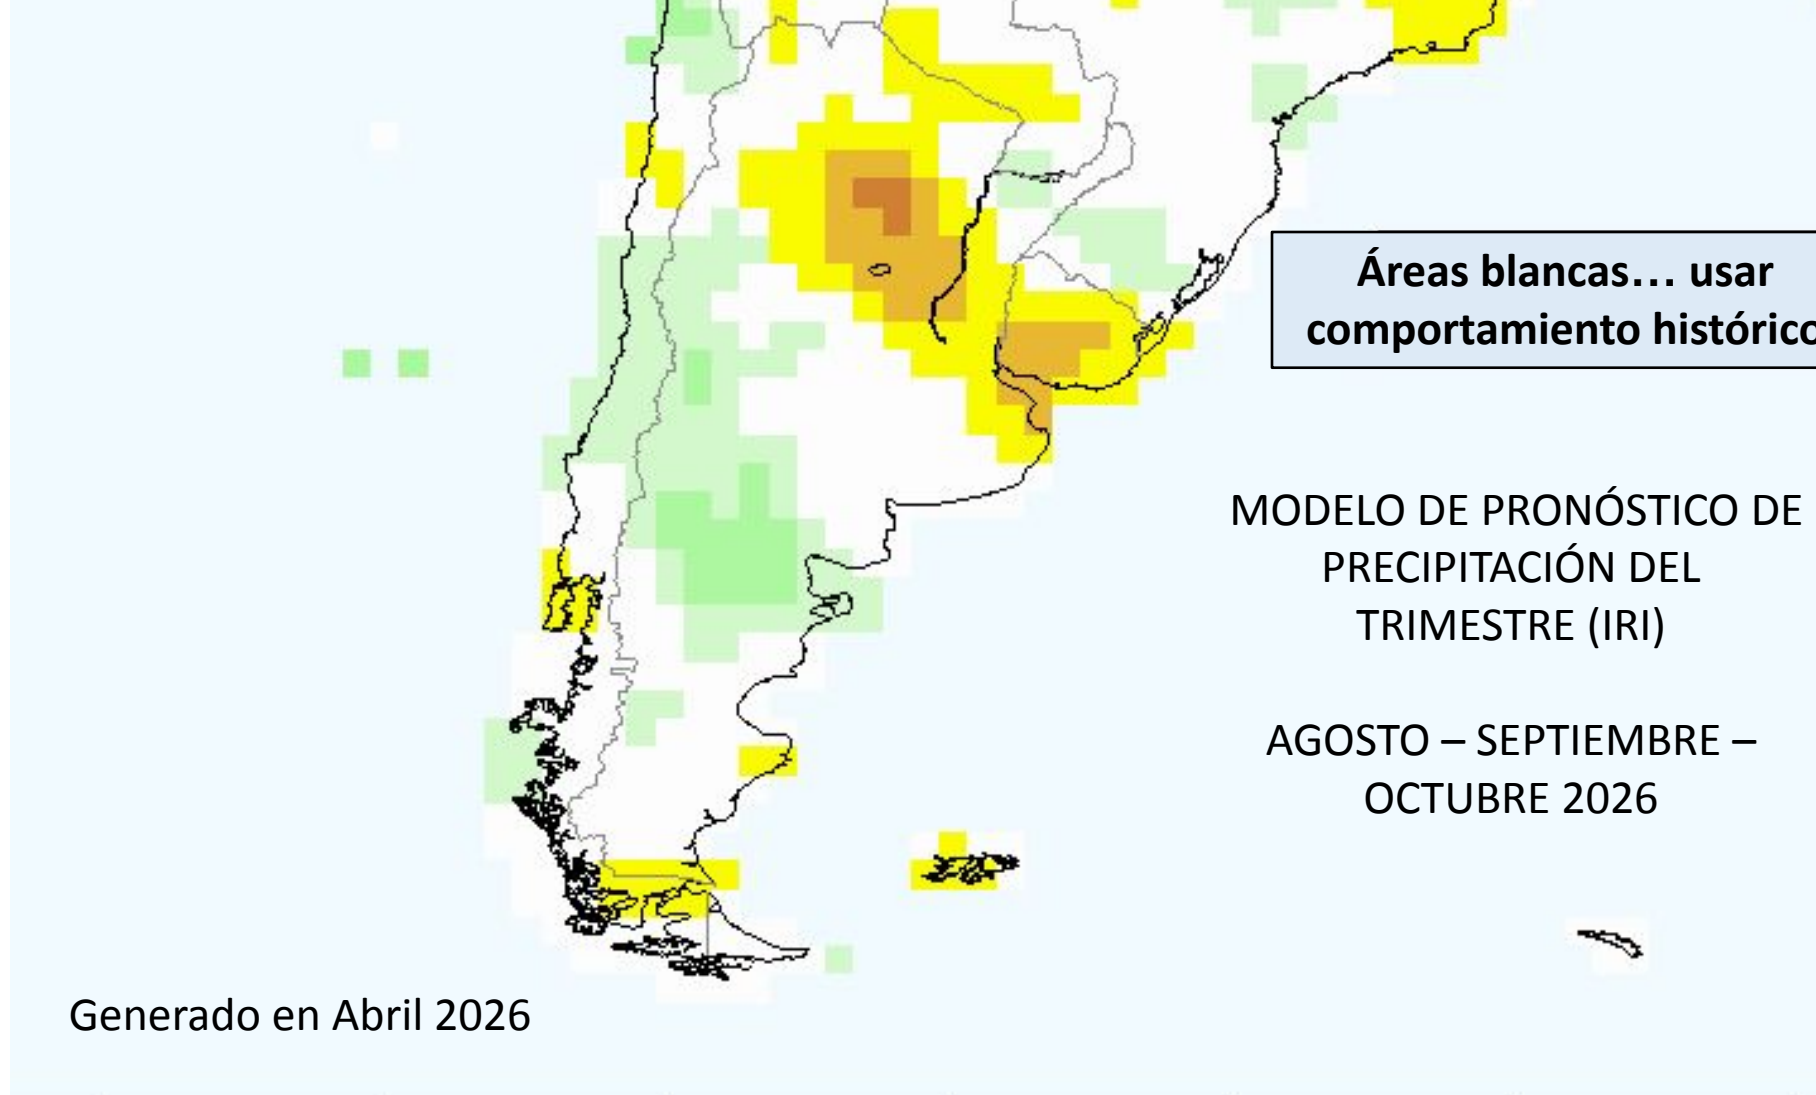 Áreas blancas… usar
comportamiento histórico
MODELO DE PRONÓSTICO DE
PRECIPITACIÓN DEL
TRIMESTRE (IRI)
AGOSTO – SEPTIEMBRE –
OCTUBRE 2026
Generado en Abril 2026